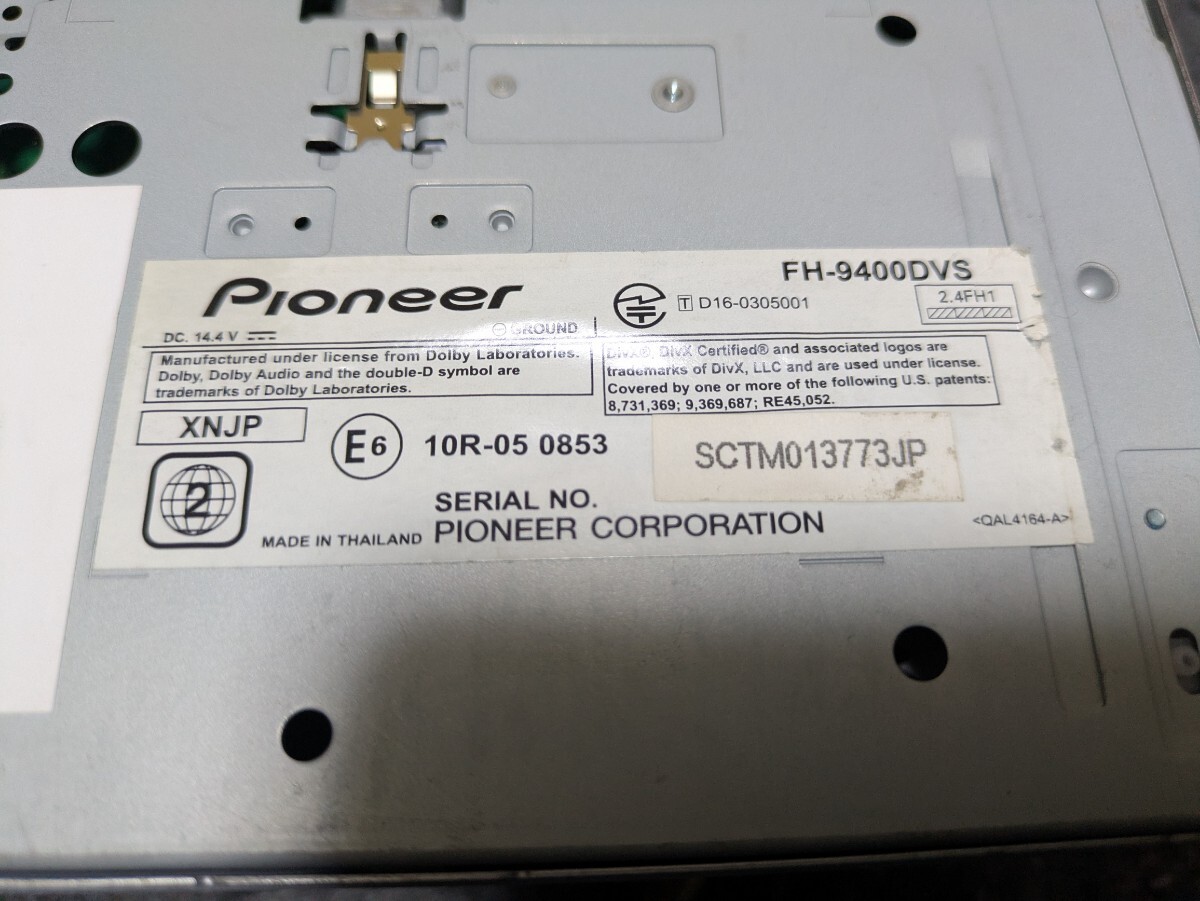 Pioneer
FH-9400DVS
T D16-0305001
2.4FH1
DC. 14.4 V
⊖ GROUND
Manufactured under license from Dolby Laboratories.
Dolby, Dolby Audio and the double-D symbol are
trademarks of Dolby Laboratories.
DivX®, DivX Certified® and associated logos are
trademarks of DivX, LLC and are used under license.
Covered by one or more of the following U.S. patents:
8,731,369; 9,369,687; RE45,052.
XNJP
E6
10R-05 0853
SCTM013773JP
2
SERIAL NO.
MADE IN THAILAND PIONEER CORPORATION
<QAL4164-A>